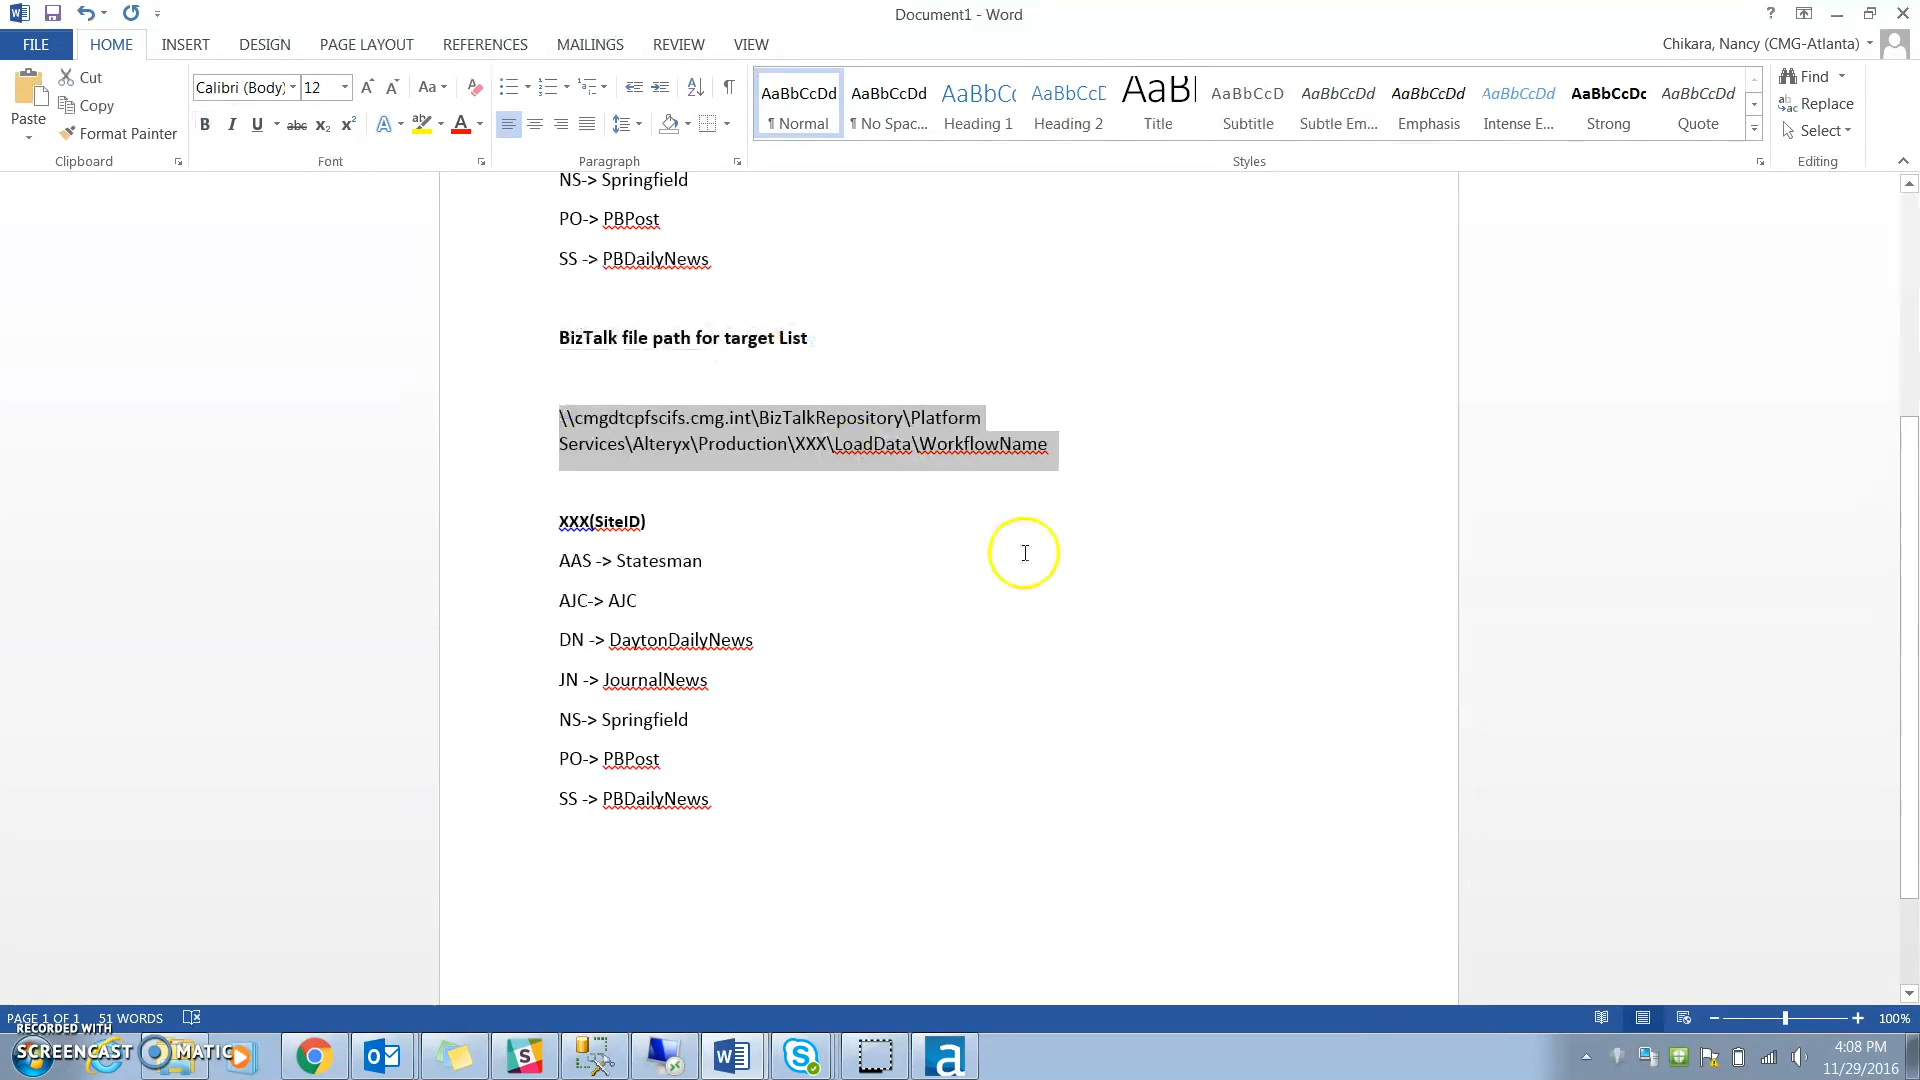 Document1 - Word
FILE
HOME
INSERT
DESIGN
PAGE LAYOUT
REFERENCES
MAILINGS
REVIEW
VIEW
Chikara, Nancy (CMG-Atlanta)
Paste
Cut
Copy
Format Painter
Clipboard
Calibri (Body)
12
Font
Paragraph
AaBbCcDd
¶ Normal
AaBbCcDd
¶ No Spac...
AaBbCc
Heading 1
AaBbCcD
Heading 2
AaBl
Title
AaBbCcD
Subtitle
AaBbCcDd
Subtle Em...
AaBbCcDd
Emphasis
AaBbCcDd
Intense E...
AaBbCcDc
Strong
AaBbCcDd
Quote
Styles
Find
Replace
Select
Editing
NS-> Springfield
PO-> PBPost
SS -> PBDailyNews
BizTalk file path for target List
\\cmgdtcpfscifs.cmg.int\BizTalkRepository\Platform
Services\Alteryx\Production\XXX\LoadData\WorkflowName
XXX(SiteID)
AAS -> Statesman
AJC-> AJC
DN -> DaytonDailyNews
JN -> JournalNews
NS-> Springfield
PO-> PBPost
SS -> PBDailyNews
PAGE 1 OF 1
51 WORDS
100%
RECORDED WITH
SCREENCAST MATIC
4:08 PM
11/29/2016